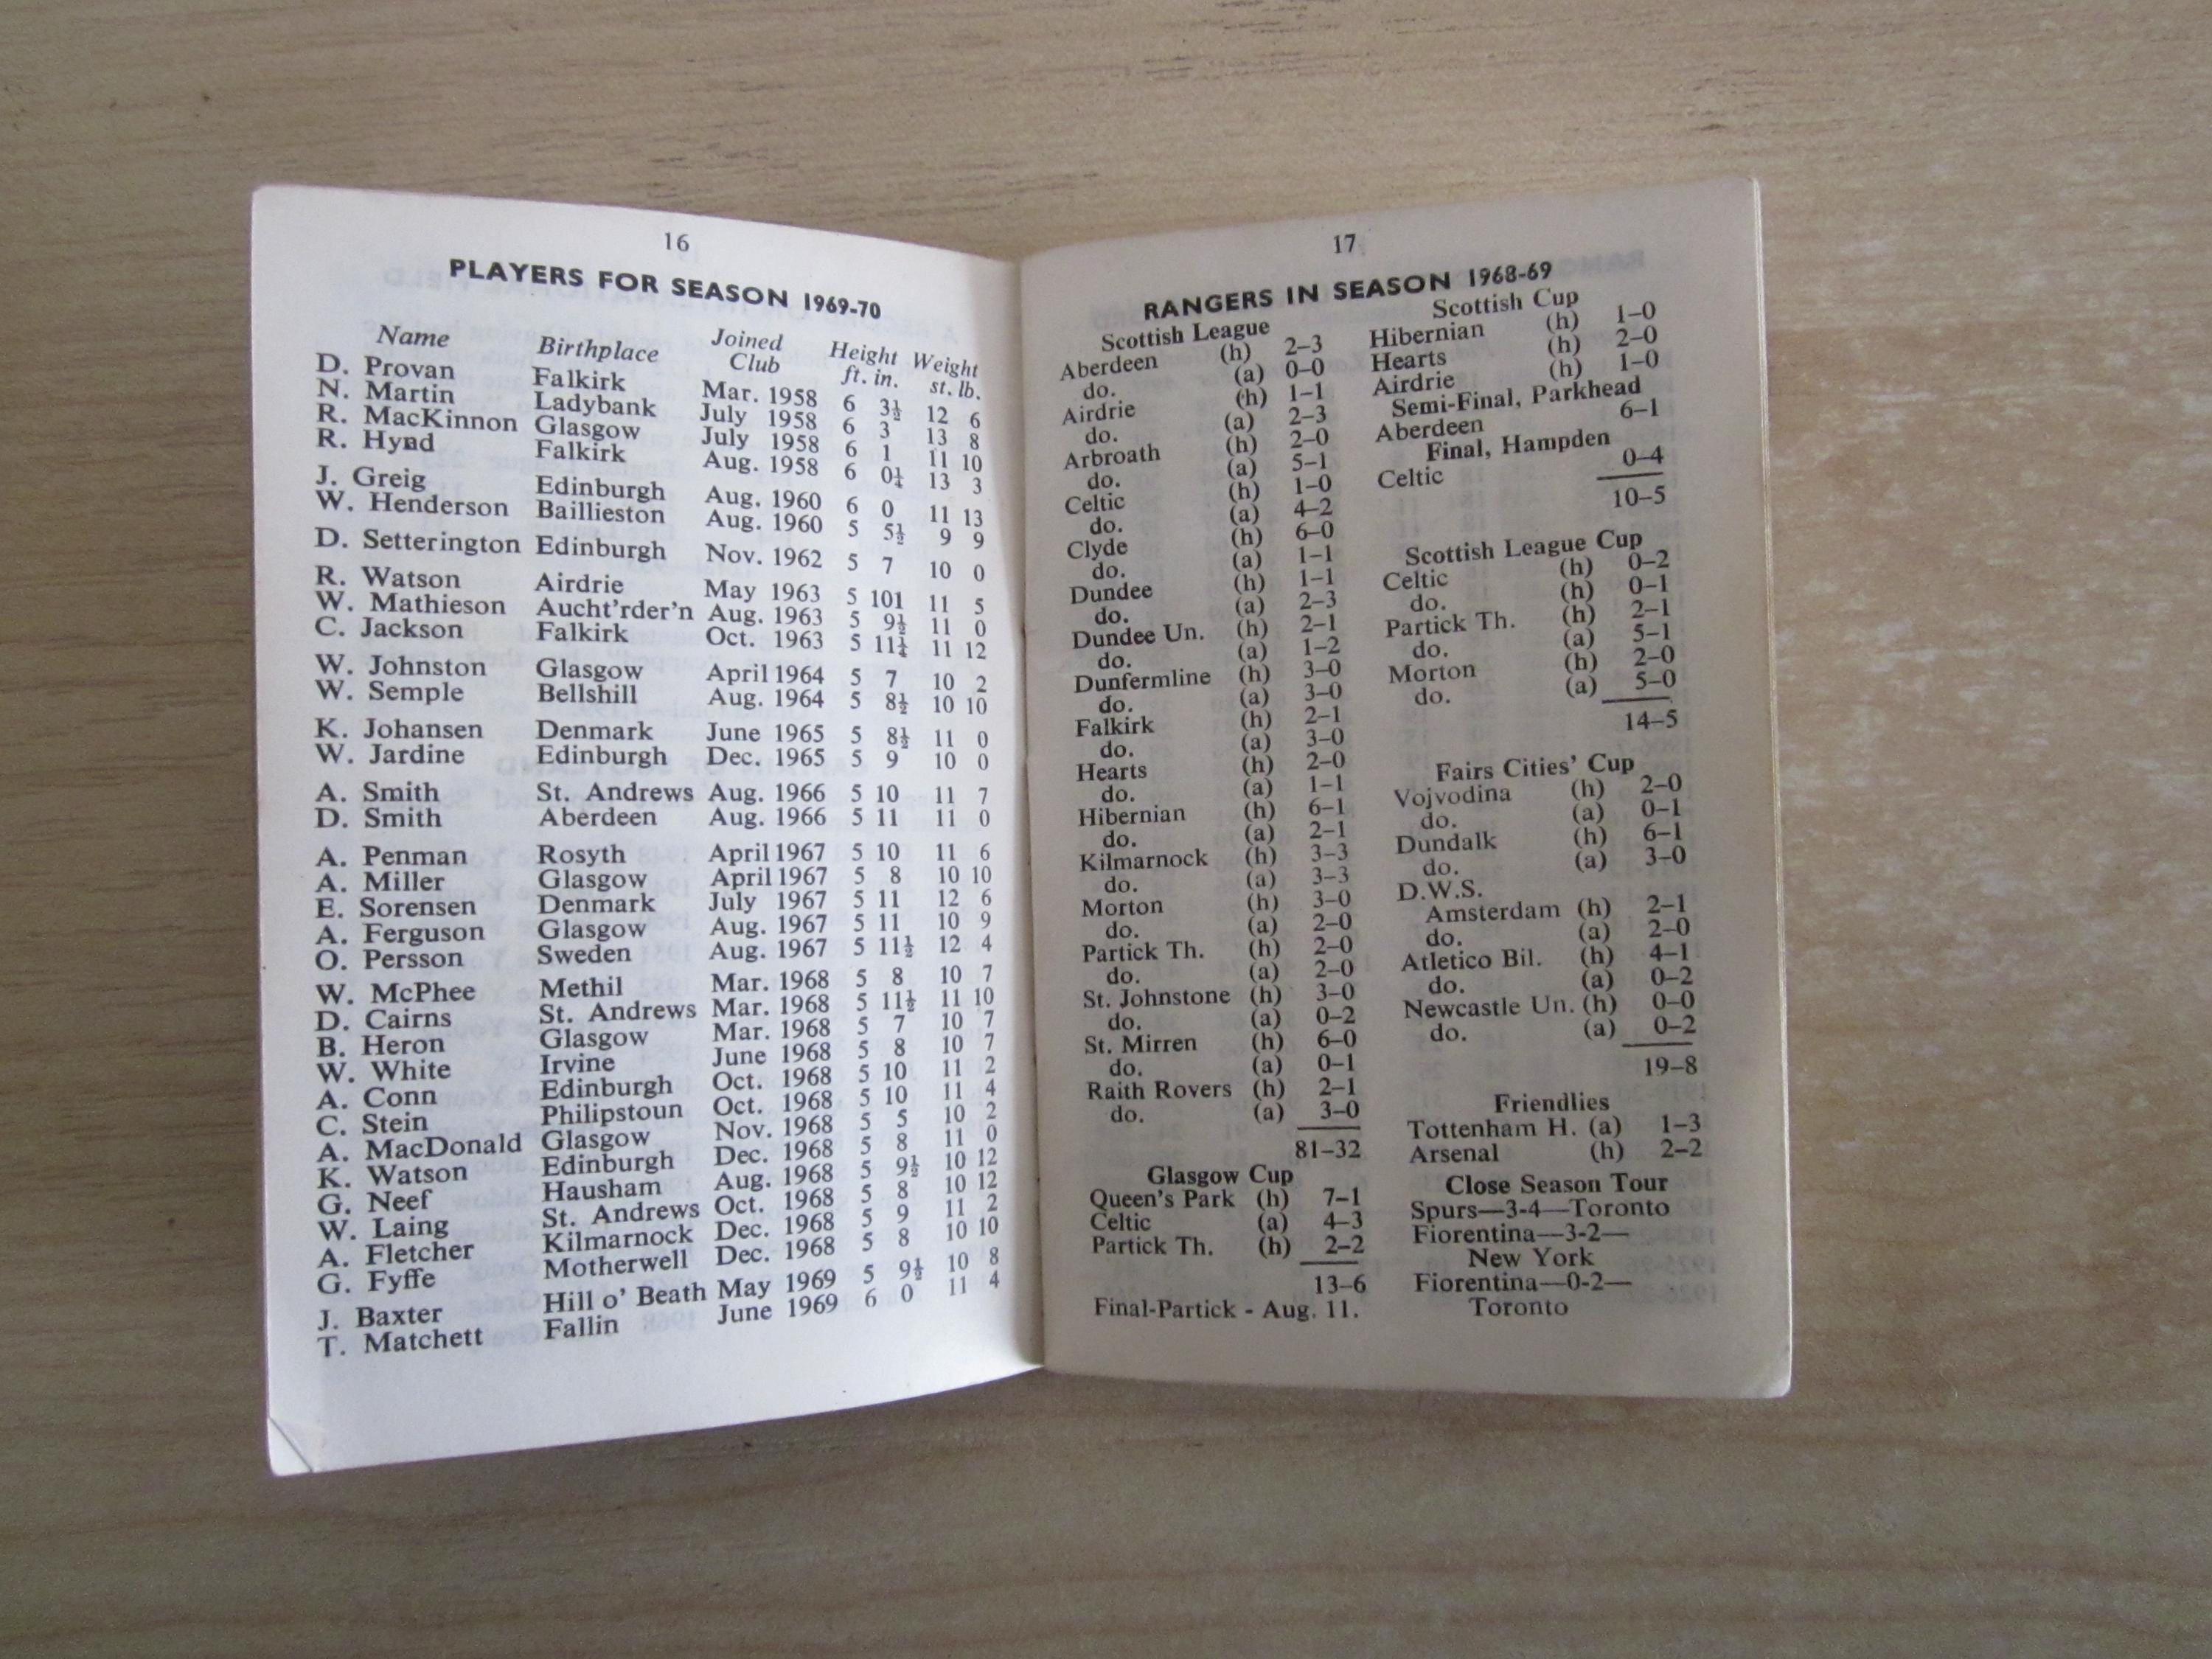 16
PLAYERS FOR SEASON 1969-70
Name Birthplace Joined Club Height ft. in. Weight st. lb.
D. Provan Falkirk Mar. 1958 6 3½ 12 6
N. Martin Ladybank July 1958 6 3 13 8
R. MacKinnon Glasgow July 1958 6 1 11 10
R. Hynd Falkirk Aug. 1958 6 0¼ 13 3
J. Greig Edinburgh Aug. 1960 6 0 11 13
W. Henderson Baillieston Aug. 1960 5 5½ 9 9
D. Setterington Edinburgh Nov. 1962 5 7 10 0
R. Watson Airdrie May 1963 5 101 11 5
W. Mathieson Aucht'rder'n Aug. 1963 5 9½ 11 0
C. Jackson Falkirk Oct. 1963 5 11¼ 11 12
W. Johnston Glasgow April 1964 5 7 10 2
W. Semple Bellshill Aug. 1964 5 8½ 10 10
K. Johansen Denmark June 1965 5 8½ 11 0
W. Jardine Edinburgh Dec. 1965 5 9 10 0
A. Smith St. Andrews Aug. 1966 5 10 11 7
D. Smith Aberdeen Aug. 1966 5 11 11 0
A. Penman Rosyth April 1967 5 10 11 6
A. Miller Glasgow April 1967 5 8 10 10
E. Sorensen Denmark July 1967 5 11 12 6
A. Ferguson Glasgow Aug. 1967 5 11 10 9
O. Persson Sweden Aug. 1967 5 11½ 12 4
W. McPhee Methil Mar. 1968 5 8 10 7
D. Cairns St. Andrews Mar. 1968 5 11½ 11 10
B. Heron Glasgow Mar. 1968 5 7 10 7
W. White Irvine June 1968 5 8 10 7
A. Conn Edinburgh Oct. 1968 5 10 11 2
C. Stein Philipstoun Oct. 1968 5 10 11 4
A. MacDonald Glasgow Nov. 1968 5 5 10 2
K. Watson Edinburgh Dec. 1968 5 8 11 0
G. Neef Hausham Aug. 1968 5 9½ 10 12
W. Laing St. Andrews Oct. 1968 5 8 10 12
A. Fletcher Kilmarnock Dec. 1968 5 9 11 2
G. Fyffe Motherwell Dec. 1968 5 8 10 10
J. Baxter Hill o' Beath May 1969 5 9½ 10 8
T. Matchett Fallin June 1969 6 0 11 4
17
RANGERS IN SEASON 1968-69
Scottish League
Aberdeen (h) 2–3
do. (a) 0–0
Airdrie (h) 1–1
do. (a) 2–3
Arbroath (h) 2–0
do. (a) 5–1
Celtic (h) 1–0
do. (a) 4–2
Clyde (h) 6–0
do. (a) 1–1
Dundee (h) 1–1
do. (a) 2–3
Dundee Un. (h) 2–1
do. (a) 1–2
Dunfermline (h) 3–0
do. (a) 3–0
Falkirk (h) 2–1
do. (a) 3–0
Hearts (h) 2–0
do. (a) 1–1
Hibernian (h) 6–1
do. (a) 2–1
Kilmarnock (h) 3–3
do. (a) 3–3
Morton (h) 3–0
do. (a) 2–0
Partick Th. (h) 2–0
do. (a) 2–0
St. Johnstone (h) 3–0
do. (a) 0–2
St. Mirren (h) 6–0
do. (a) 0–1
Raith Rovers (h) 2–1
do. (a) 3–0
81–32
Glasgow Cup
Queen's Park (h) 7–1
Celtic (a) 4–3
Partick Th. (h) 2–2
13–6
Final-Partick - Aug. 11.
Scottish Cup
Hibernian (h) 1–0
Hearts (h) 2–0
Airdrie (h) 1–0
Semi-Final, Parkhead
Aberdeen 6–1
Final, Hampden
Celtic 0–4
10–5
Scottish League Cup
Celtic (h) 0–2
do. (h) 0–1
Partick Th. (h) 2–1
do. (a) 5–1
Morton (h) 2–0
do. (a) 5–0
14–5
Fairs Cities' Cup
Vojvodina (h) 2–0
do. (a) 0–1
Dundalk (h) 6–1
do. (a) 3–0
D.W.S.
Amsterdam (h) 2–1
do. (a) 2–0
Atletico Bil. (h) 4–1
do. (a) 0–2
Newcastle Un. (h) 0–0
do. (a) 0–2
19–8
Friendlies
Tottenham H. (a) 1–3
Arsenal (h) 2–2
Close Season Tour
Spurs—3-4—Toronto
Fiorentina—3-2—
New York
Fiorentina—0-2—
Toronto